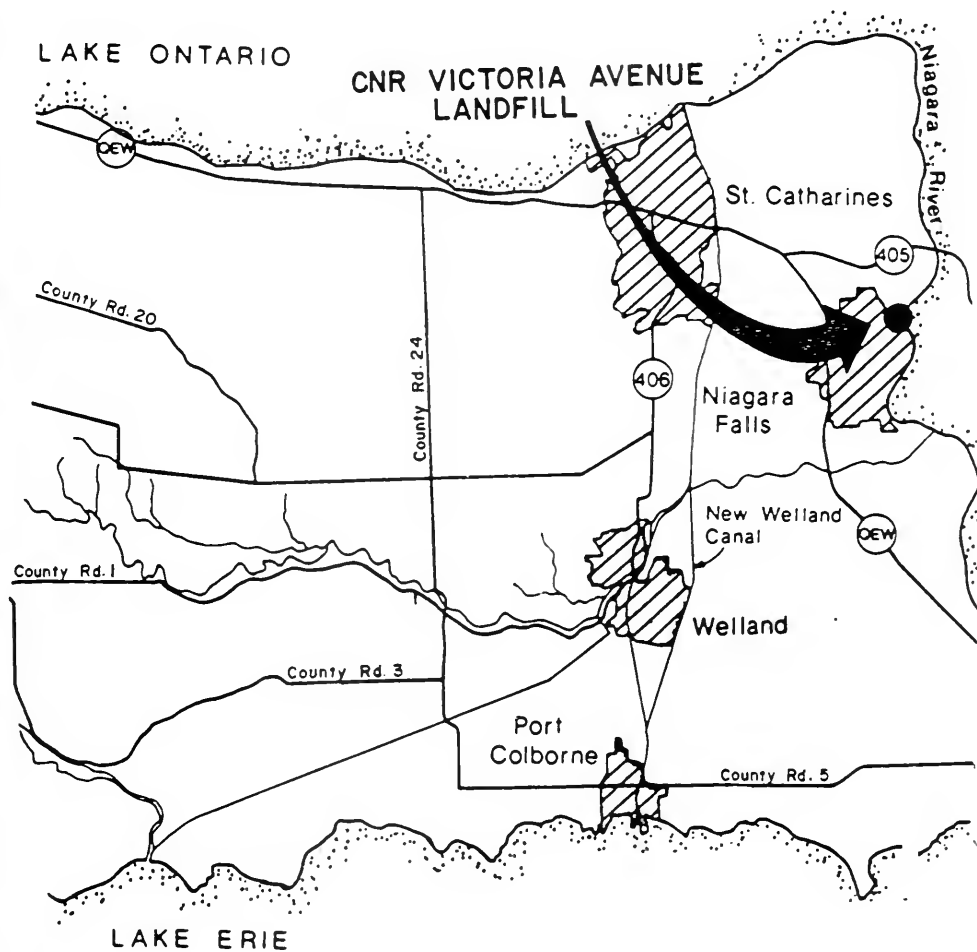 LAKE ONTARIO
CNR VICTORIA AVENUE
LANDFILL
Niagara River
QEW
St. Catharines
405
County Rd. 20
County Rd. 24
406
Niagara
Falls
New Welland
Canal
QEW
County Rd. 1
Welland
County Rd. 3
Port
Colborne
County Rd. 5
LAKE ERIE